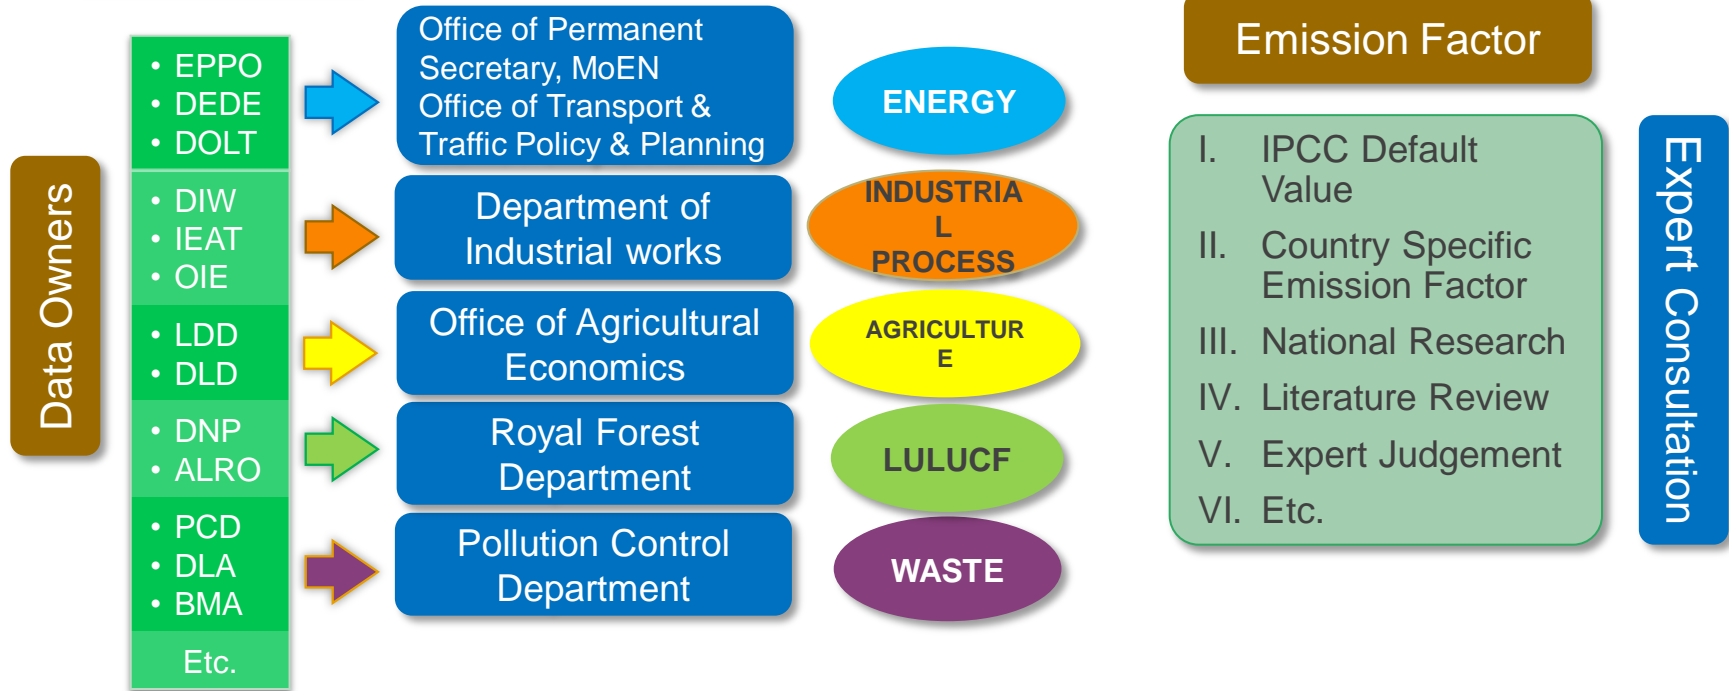 Data Owners
• EPPO
• DEDE
• DOLT
• DIW
• IEAT
• OIE
• LDD
• DLD
• DNP
• ALRO
• PCD
• DLA
• BMA
Etc.
Office of Permanent
Secretary, MoEN
Office of Transport &
Traffic Policy & Planning
Department of
Industrial works
Office of Agricultural
Economics
Royal Forest
Department
Pollution Control
Department
ENERGY
INDUSTRIA
L
PROCESS
AGRICULTUR
E
LULUCF
WASTE
Emission Factor
I. IPCC Default
Value
II. Country Specific
Emission Factor
III. National Research
IV. Literature Review
V. Expert Judgement
VI. Etc.
Expert Consultation